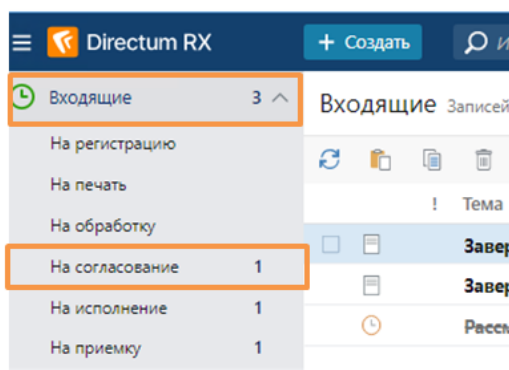 Directum RX
+ Создать
Входящие 3
На регистрацию
На печать
На обработку
На согласование 1
На исполнение 1
На приемку 1
Входящие Записей
! Тема